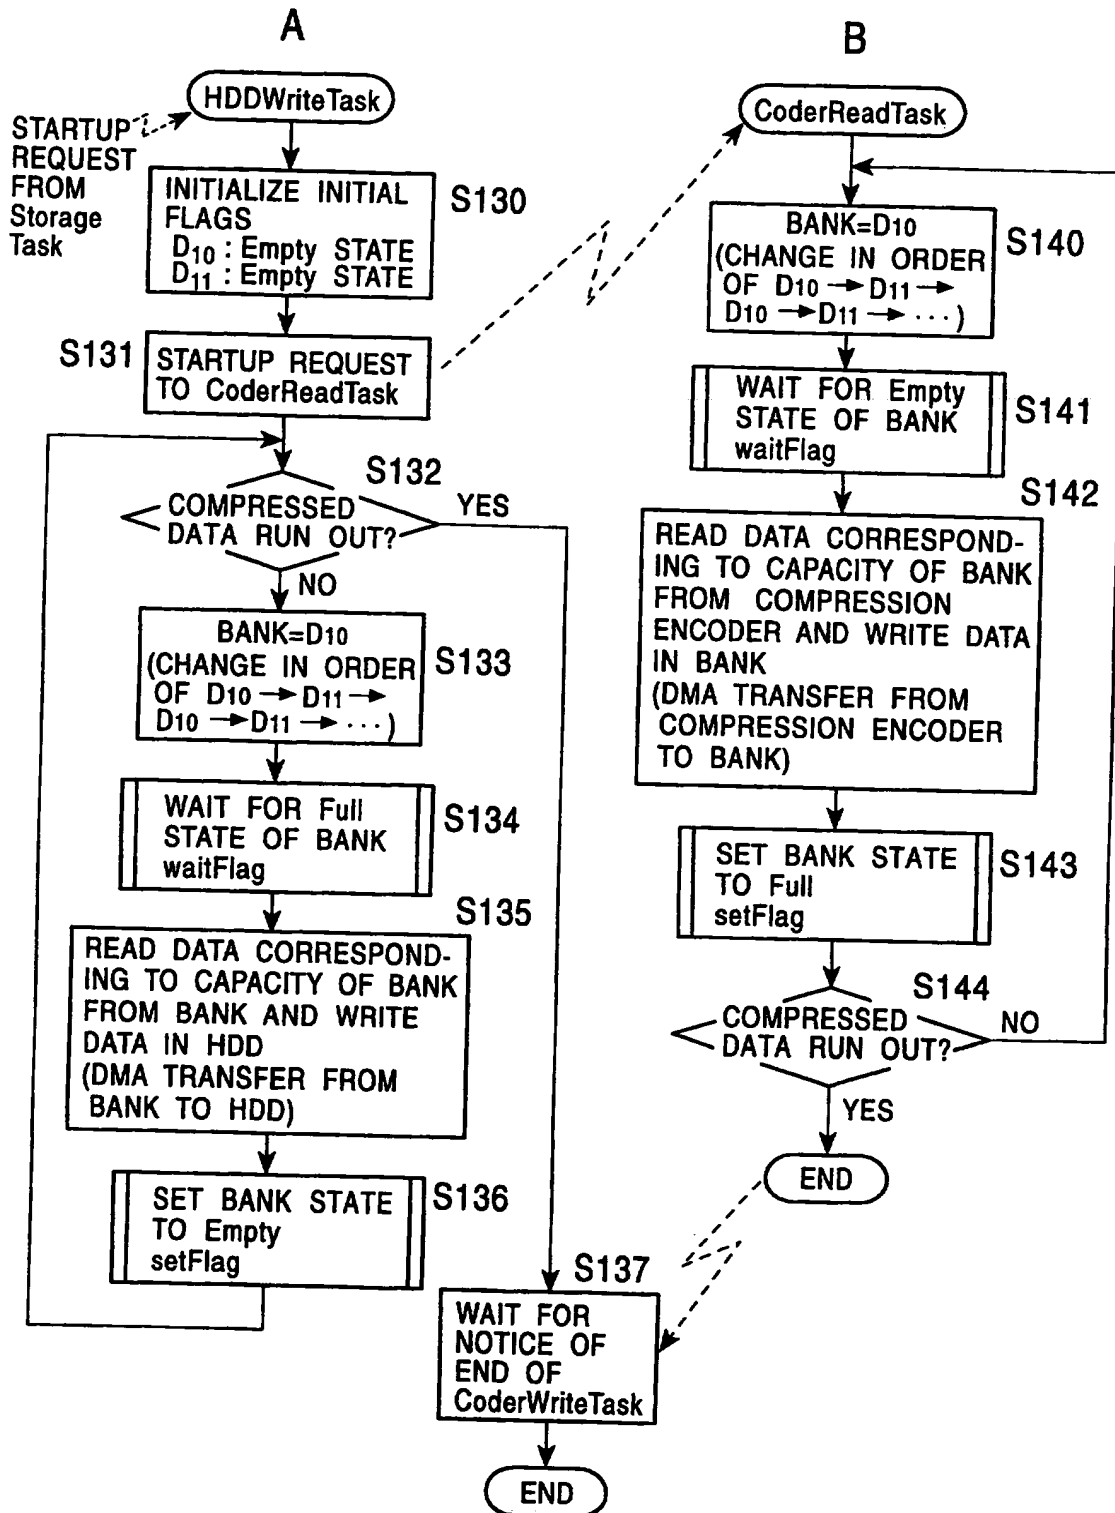 A
HDDWriteTask
STARTUP
REQUEST
FROM
Storage
Task
INITIALIZE INITIAL
FLAGS
D10 : Empty STATE
D11 : Empty STATE
S130
S131
STARTUP REQUEST
TO CoderReadTask
S132
COMPRESSED
DATA RUN OUT?
YES
NO
BANK=D10
(CHANGE IN ORDER
OF D10 → D11 →
D10 → D11 → ···)
S133
WAIT FOR Full
STATE OF BANK
waitFlag
S134
S135
READ DATA CORRESPOND-
ING TO CAPACITY OF BANK
FROM BANK AND WRITE
DATA IN HDD
(DMA TRANSFER FROM
BANK TO HDD)
SET BANK STATE
TO Empty
setFlag
S136
S137
WAIT FOR
NOTICE OF
END OF
CoderWriteTask
END
B
CoderReadTask
BANK=D10
(CHANGE IN ORDER
OF D10 → D11 →
D10 → D11 → ···)
S140
WAIT FOR Empty
STATE OF BANK
waitFlag
S141
S142
READ DATA CORRESPOND-
ING TO CAPACITY OF BANK
FROM COMPRESSION
ENCODER AND WRITE DATA
IN BANK
(DMA TRANSFER FROM
COMPRESSION ENCODER
TO BANK)
SET BANK STATE
TO Full
setFlag
S143
S144
COMPRESSED
DATA RUN OUT?
NO
YES
END